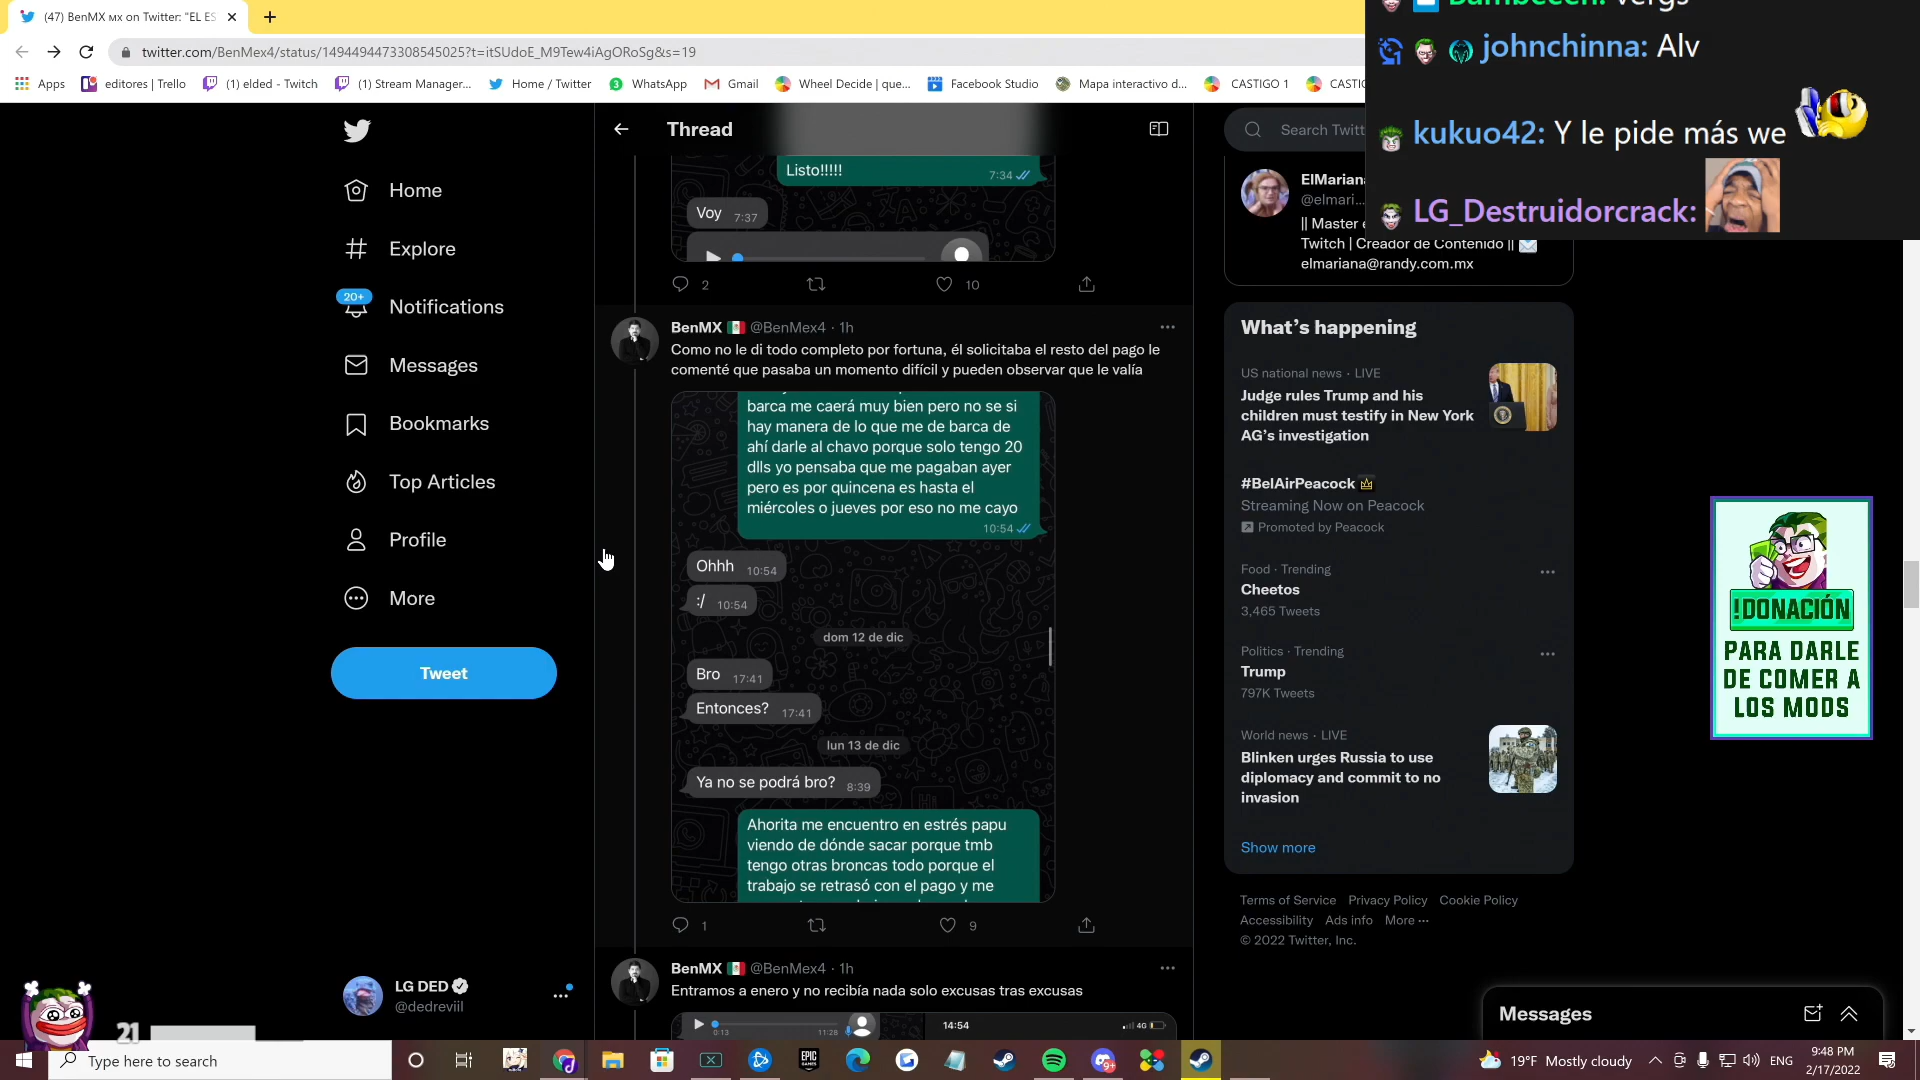 (47) BenMX мx on Twitter: "EL ES
twitter.com/BenMex4/status/1494494473308545025?t=itSUdoE_M9Tew4iAgORoSg&s=19
Apps
editores | Trello
(1) elded - Twitch
(1) Stream Manager...
Home / Twitter
WhatsApp
Gmail
Wheel Decide | que...
Facebook Studio
Mapa interactivo d...
CASTIGO 1
vergs
johnchinna: Alv
kukuo42: Y le pide más we
LG_Destruidorcrack:
Home
Explore
20+
Notifications
Messages
Bookmarks
Top Articles
Profile
More
Tweet
LG DED
@dedreviil
Thread
Listo!!!!!
7:34
Voy 7:37
2
10
BenMX @BenMex4 · 1h
Como no le di todo completo por fortuna, él solicitaba el resto del pago le
comenté que pasaba un momento difícil y pueden observar que le valía
barca me caerá muy bien pero no se si
hay manera de lo que me de barca de
ahí darle al chavo porque solo tengo 20
dlls yo pensaba que me pagaban ayer
pero es por quincena es hasta el
miércoles o jueves por eso no me cayo
10:54
Ohhh 10:54
:/ 10:54
dom 12 de dic
Bro 17:41
Entonces? 17:41
lun 13 de dic
Ya no se podrá bro? 8:39
Ahorita me encuentro en estrés papu
viendo de dónde sacar porque tmb
tengo otras broncas todo porque el
trabajo se retrasó con el pago y me
1
9
BenMX @BenMex4 · 1h
Entramos a enero y no recibía nada solo excusas tras excusas
0:13
11:28
14:54
4G
Search Twitt
ElMariana
@elmari...
|| Master
Twitch | Creador de Contenido ||
elmariana@randy.com.mx
What's happening
US national news · LIVE
Judge rules Trump and his
children must testify in New York
AG's investigation
#BelAirPeacock
Streaming Now on Peacock
Promoted by Peacock
Food · Trending
Cheetos
3,465 Tweets
Politics · Trending
Trump
797K Tweets
World news · LIVE
Blinken urges Russia to use
diplomacy and commit to no
invasion
Show more
Terms of Service Privacy Policy Cookie Policy
Accessibility Ads info More ···
© 2022 Twitter, Inc.
Messages
!DONACIÓN
PARA DARLE
DE COMER A
LOS MODS
21
Type here to search
19°F Mostly cloudy
ENG
9:48 PM
2/17/2022